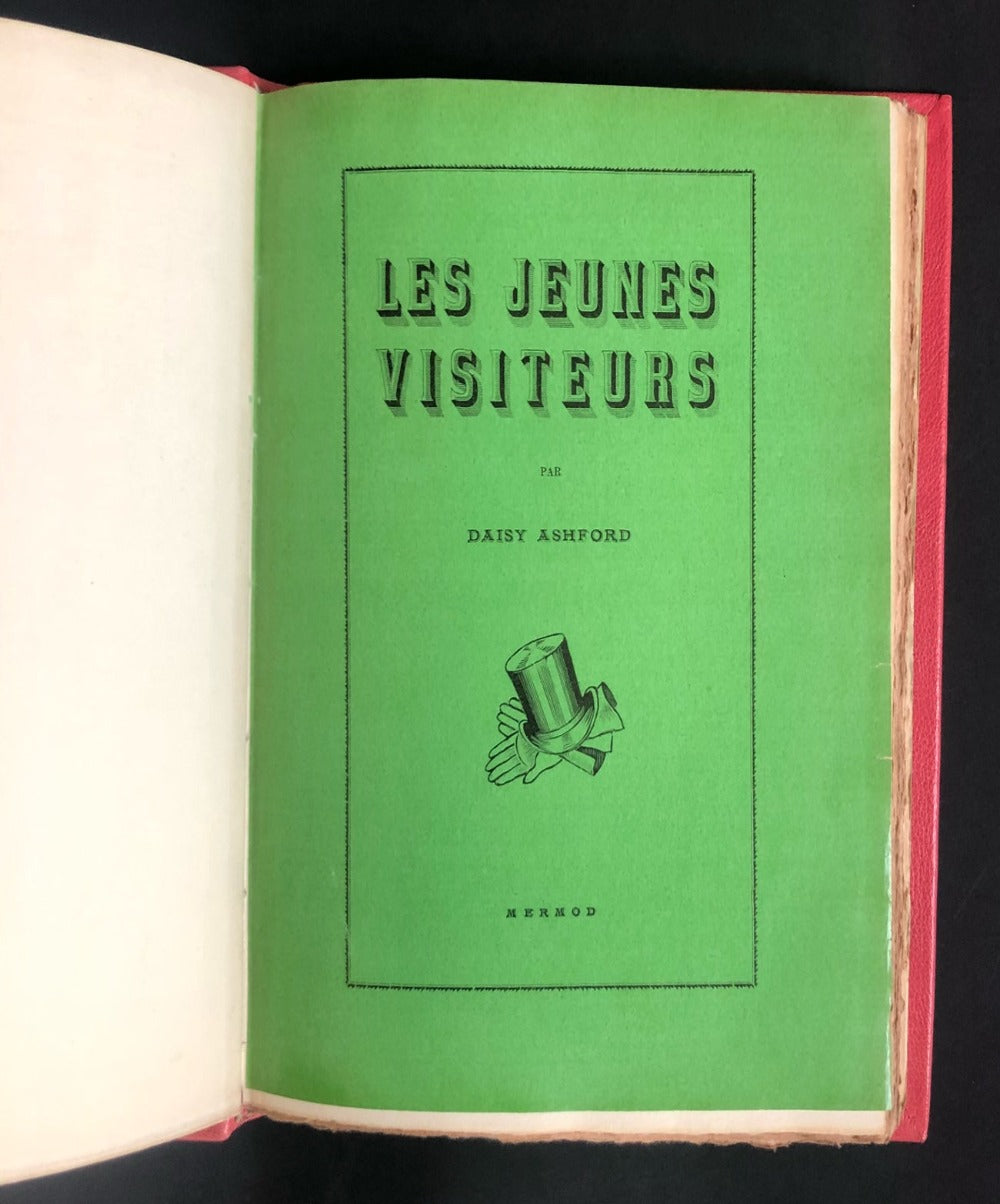 LES JEUNES
VISITEURS
PAR
DAISY ASHFORD
MERMOD